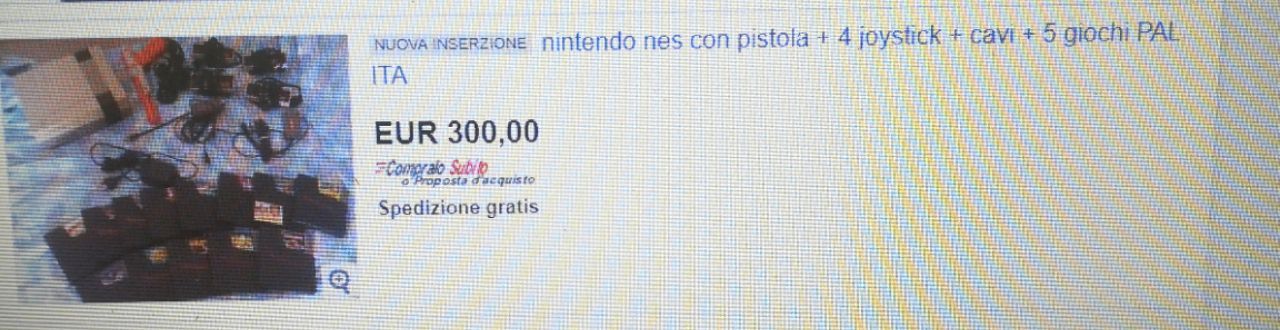 NUOVA INSERZIONE nintendo nes con pistola + 4 joystick + cavi + 5 giochi PAL
ITA
EUR 300,00
Compralo Subito
o Proposta d'acquisto
Spedizione gratis